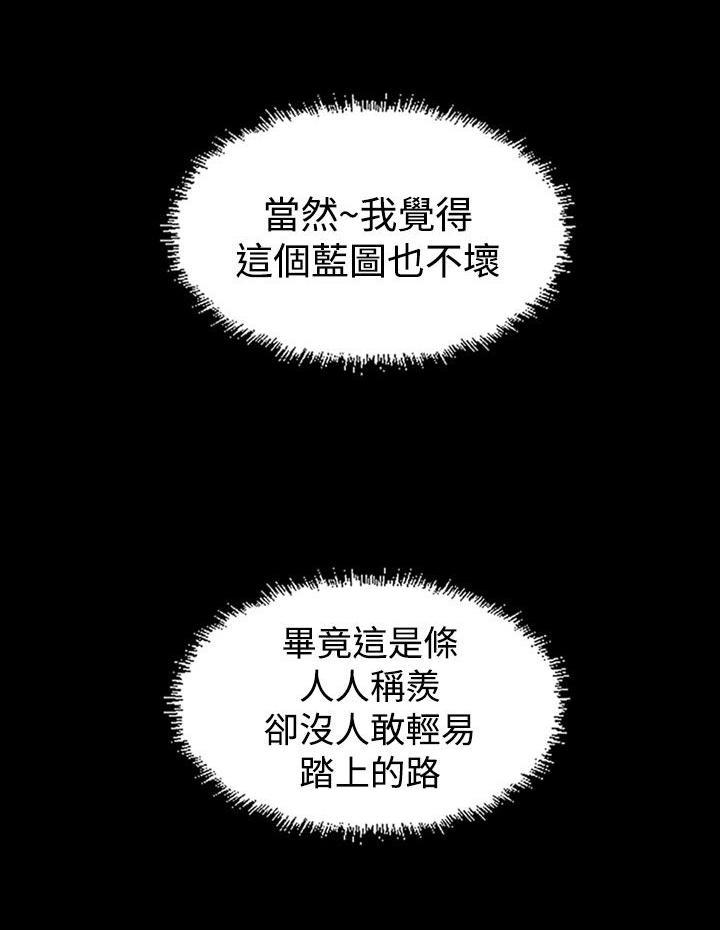 當然~我覺得
這個藍圖也不壞
畢竟這是條
人人稱羨
卻沒人敢輕易
踏上的路